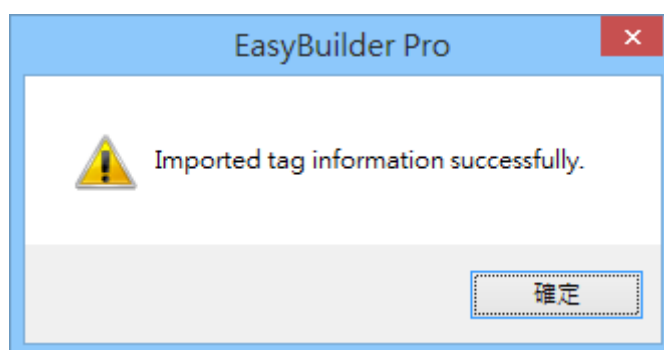 EasyBuilder Pro
Imported tag information successfully.
確定